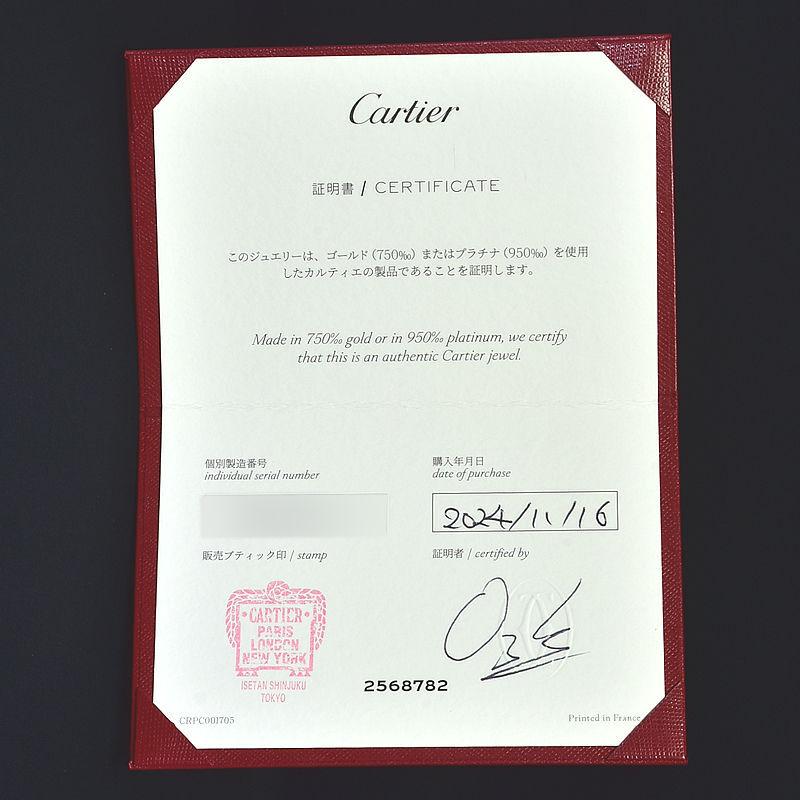 Cartier
証明書 / CERTIFICATE
このジュエリーは、ゴールド（750‰）またはプラチナ（950‰）を使用
したカルティエの製品であることを証明します。
Made in 750‰ gold or in 950‰ platinum, we certify
that this is an authentic Cartier jewel.
個別製造番号
individual serial number
購入年月日
date of purchase
2024/11/16
販売ブティック印 / stamp
証明者 / certified by
CARTIER
PARIS
LONDON
NEW YORK
ISETAN SHINJUKU
TOKYO
2568782
CRPC001705
Printed in France